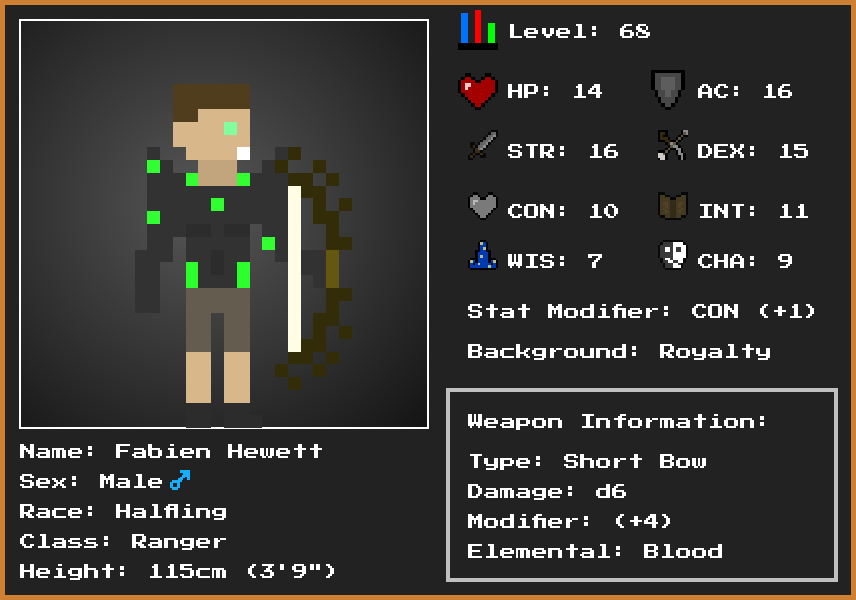 Level: 68
HP: 14 AC: 16
STR: 16 DEX: 15
CON: 10 INT: 11
WIS: 7 CHA: 9
Stat Modifier: CON (+1)
Background: Royalty
Weapon Information:
Type: Short Bow
Damage: d6
Modifier: (+4)
Elemental: Blood
Name: Fabien Hewett
Sex: Male ♂
Race: Halfling
Class: Ranger
Height: 115cm (3'9")